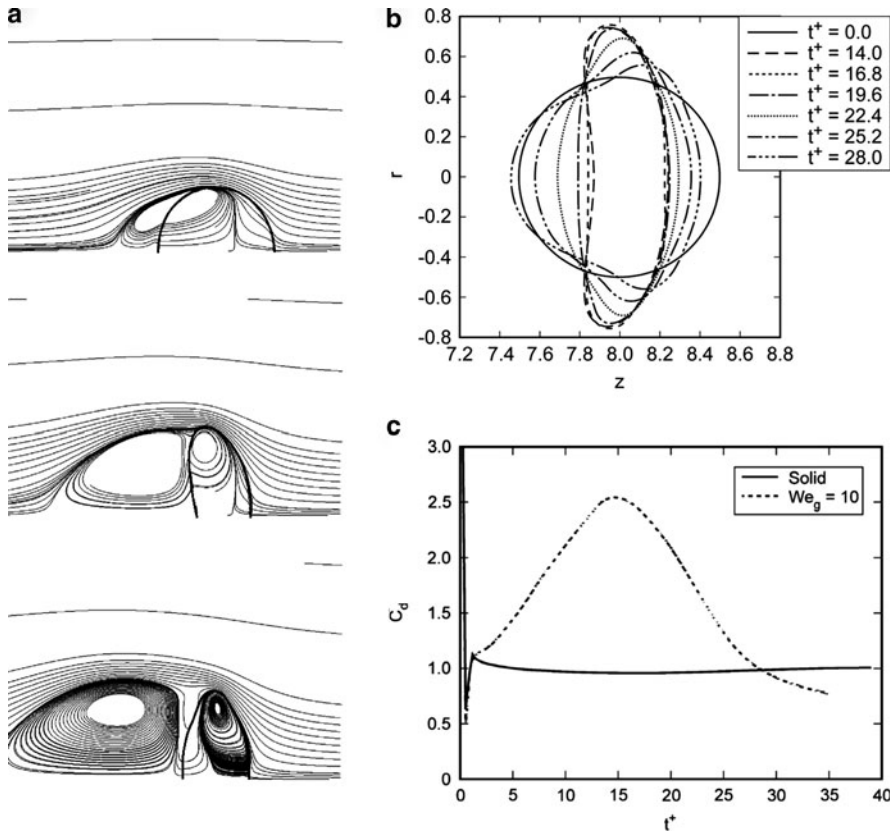 a
b
0.8
0.6
0.4
0.2
0
-0.2
-0.4
-0.6
-0.8
r
7.2 7.4 7.6 7.8 8.0 8.2 8.4 8.6 8.8
z
t+ = 0.0
t+ = 14.0
t+ = 16.8
t+ = 19.6
t+ = 22.4
t+ = 25.2
t+ = 28.0
c
3.0
2.5
2.0
1.5
1.0
0.5
0
Cd
0 5 10 15 20 25 30 35 40
t+
Solid
Weg = 10